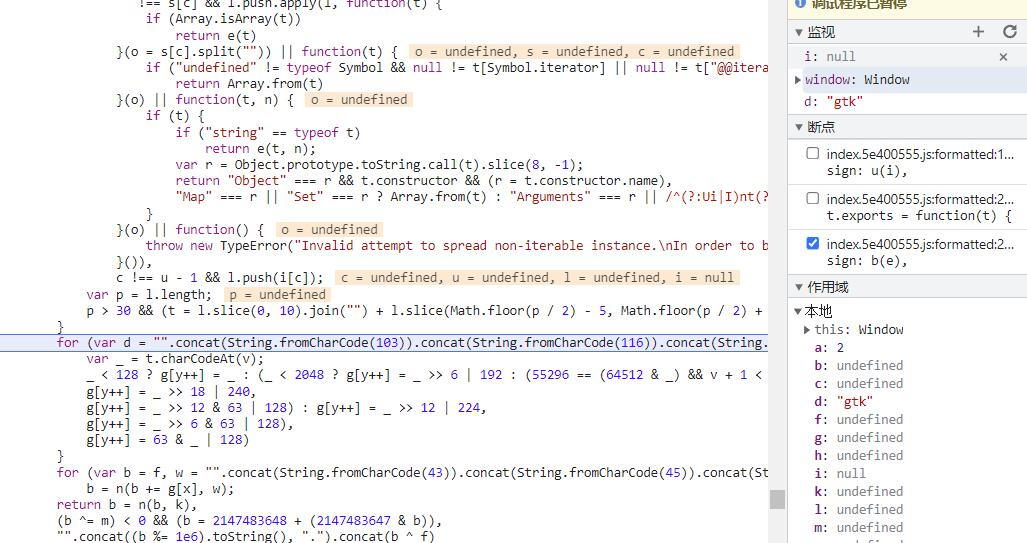 !== s[c] && l.push.apply(l, function(t) {
if (Array.isArray(t))
return e(t)
}(o = s[c].split("")) || function(t) { o = undefined, s = undefined, c = undefined
if ("undefined" != typeof Symbol && null != t[Symbol.iterator] || null != t["@@itera
return Array.from(t)
}(o) || function(t, n) { o = undefined
if (t) {
if ("string" == typeof t)
return e(t, n);
var r = Object.prototype.toString.call(t).slice(8, -1);
return "Object" === r && t.constructor && (r = t.constructor.name),
"Map" === r || "Set" === r ? Array.from(t) : "Arguments" === r || /^(?:Ui|I)nt(?
}
}(o) || function() { o = undefined
throw new TypeError("Invalid attempt to spread non-iterable instance.\nIn order to b
}()),
c !== u - 1 && l.push(i[c]); c = undefined, u = undefined, l = undefined, i = null
var p = l.length; p = undefined
p > 30 && (t = l.slice(0, 10).join("") + l.slice(Math.floor(p / 2) - 5, Math.floor(p / 2) +
}
for (var d = "".concat(String.fromCharCode(103)).concat(String.fromCharCode(116)).concat(String.
var _ = t.charCodeAt(v);
_ < 128 ? g[y++] = _ : (_ < 2048 ? g[y++] = _ >> 6 | 192 : (55296 == (64512 & _) && v + 1 <
g[y++] = _ >> 18 | 240,
g[y++] = _ >> 12 & 63 | 128) : g[y++] = _ >> 12 | 224,
g[y++] = _ >> 6 & 63 | 128),
g[y++] = 63 & _ | 128)
}
for (var b = f, w = "".concat(String.fromCharCode(43)).concat(String.fromCharCode(45)).concat(St
b = n(b += g[x], w);
return b = n(b, k),
(b ^= m) < 0 && (b = 2147483648 + (2147483647 & b)),
"".concat((b %= 1e6).toString(), ".").concat(b ^ f)
调试程序已暂停
监视
i: null
window: Window
d: "gtk"
断点
index.5e400555.js:formatted:1...
sign: u(i),
index.5e400555.js:formatted:2...
t.exports = function(t) {
index.5e400555.js:formatted:2...
sign: b(e),
作用域
本地
this: Window
a: 2
b: undefined
c: undefined
d: "gtk"
f: undefined
g: undefined
h: undefined
i: null
k: undefined
l: undefined
m: undefined